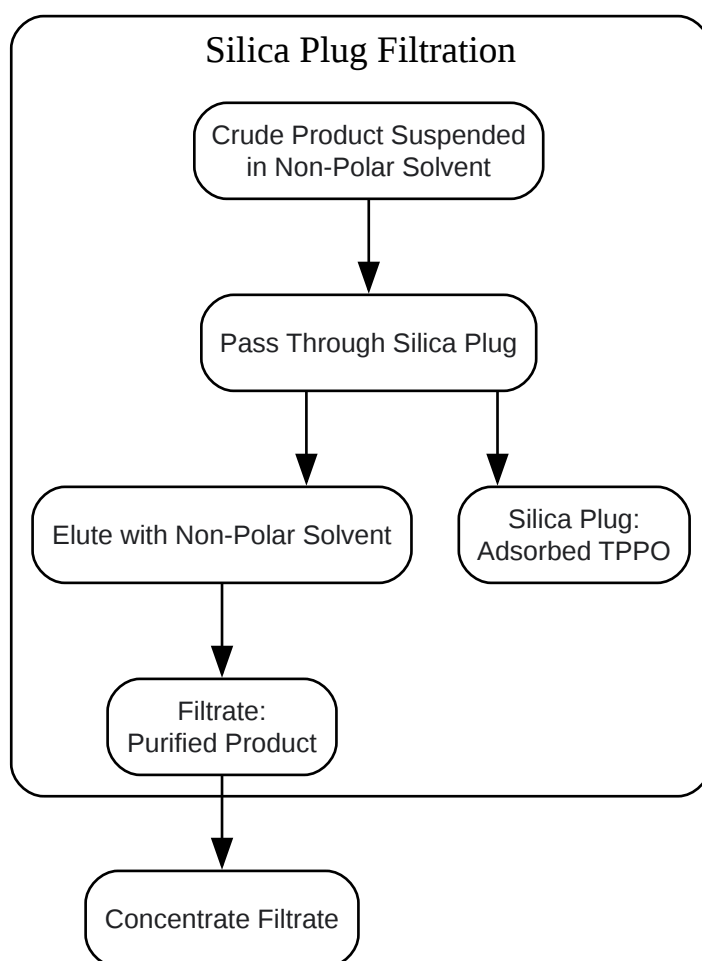 Silica Plug Filtration
Crude Product Suspended
in Non-Polar Solvent
Pass Through Silica Plug
Elute with Non-Polar Solvent
Silica Plug:
Adsorbed TPPO
Filtrate:
Purified Product
Concentrate Filtrate